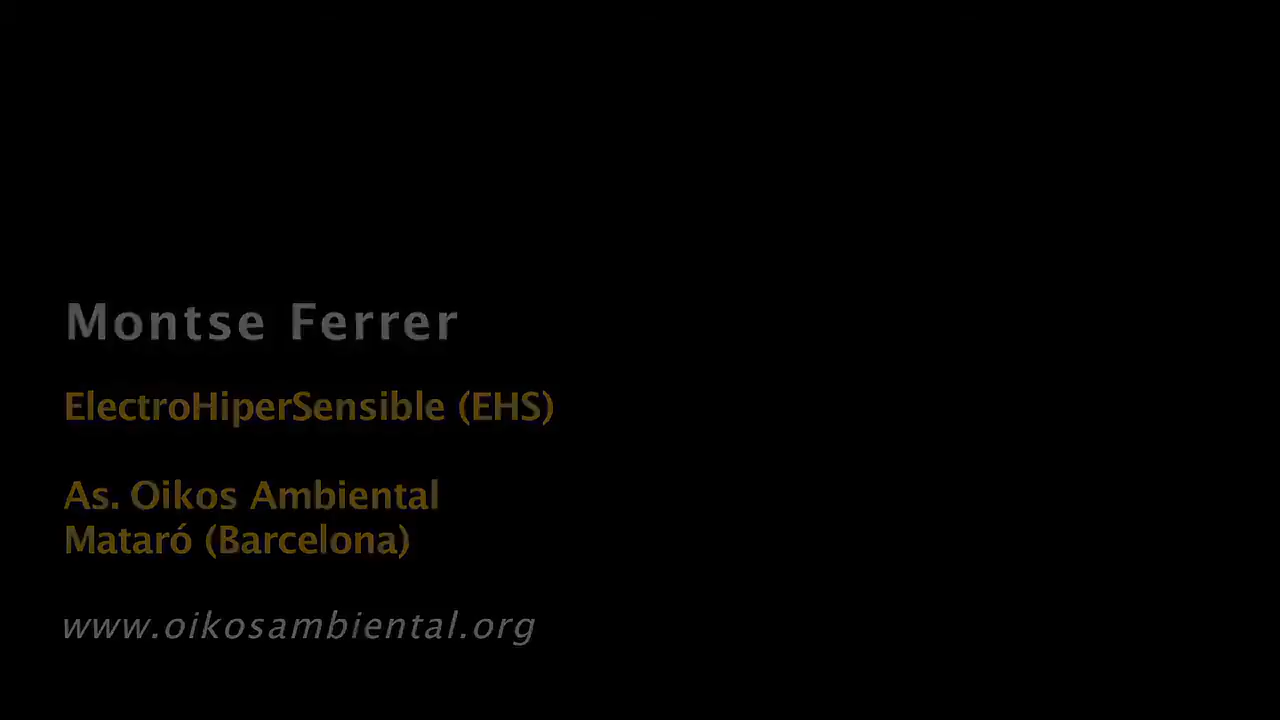 Montse Ferrer
ElectroHiperSensible (EHS)
As. Oikos Ambiental
Mataró (Barcelona)
www.oikosambiental.org